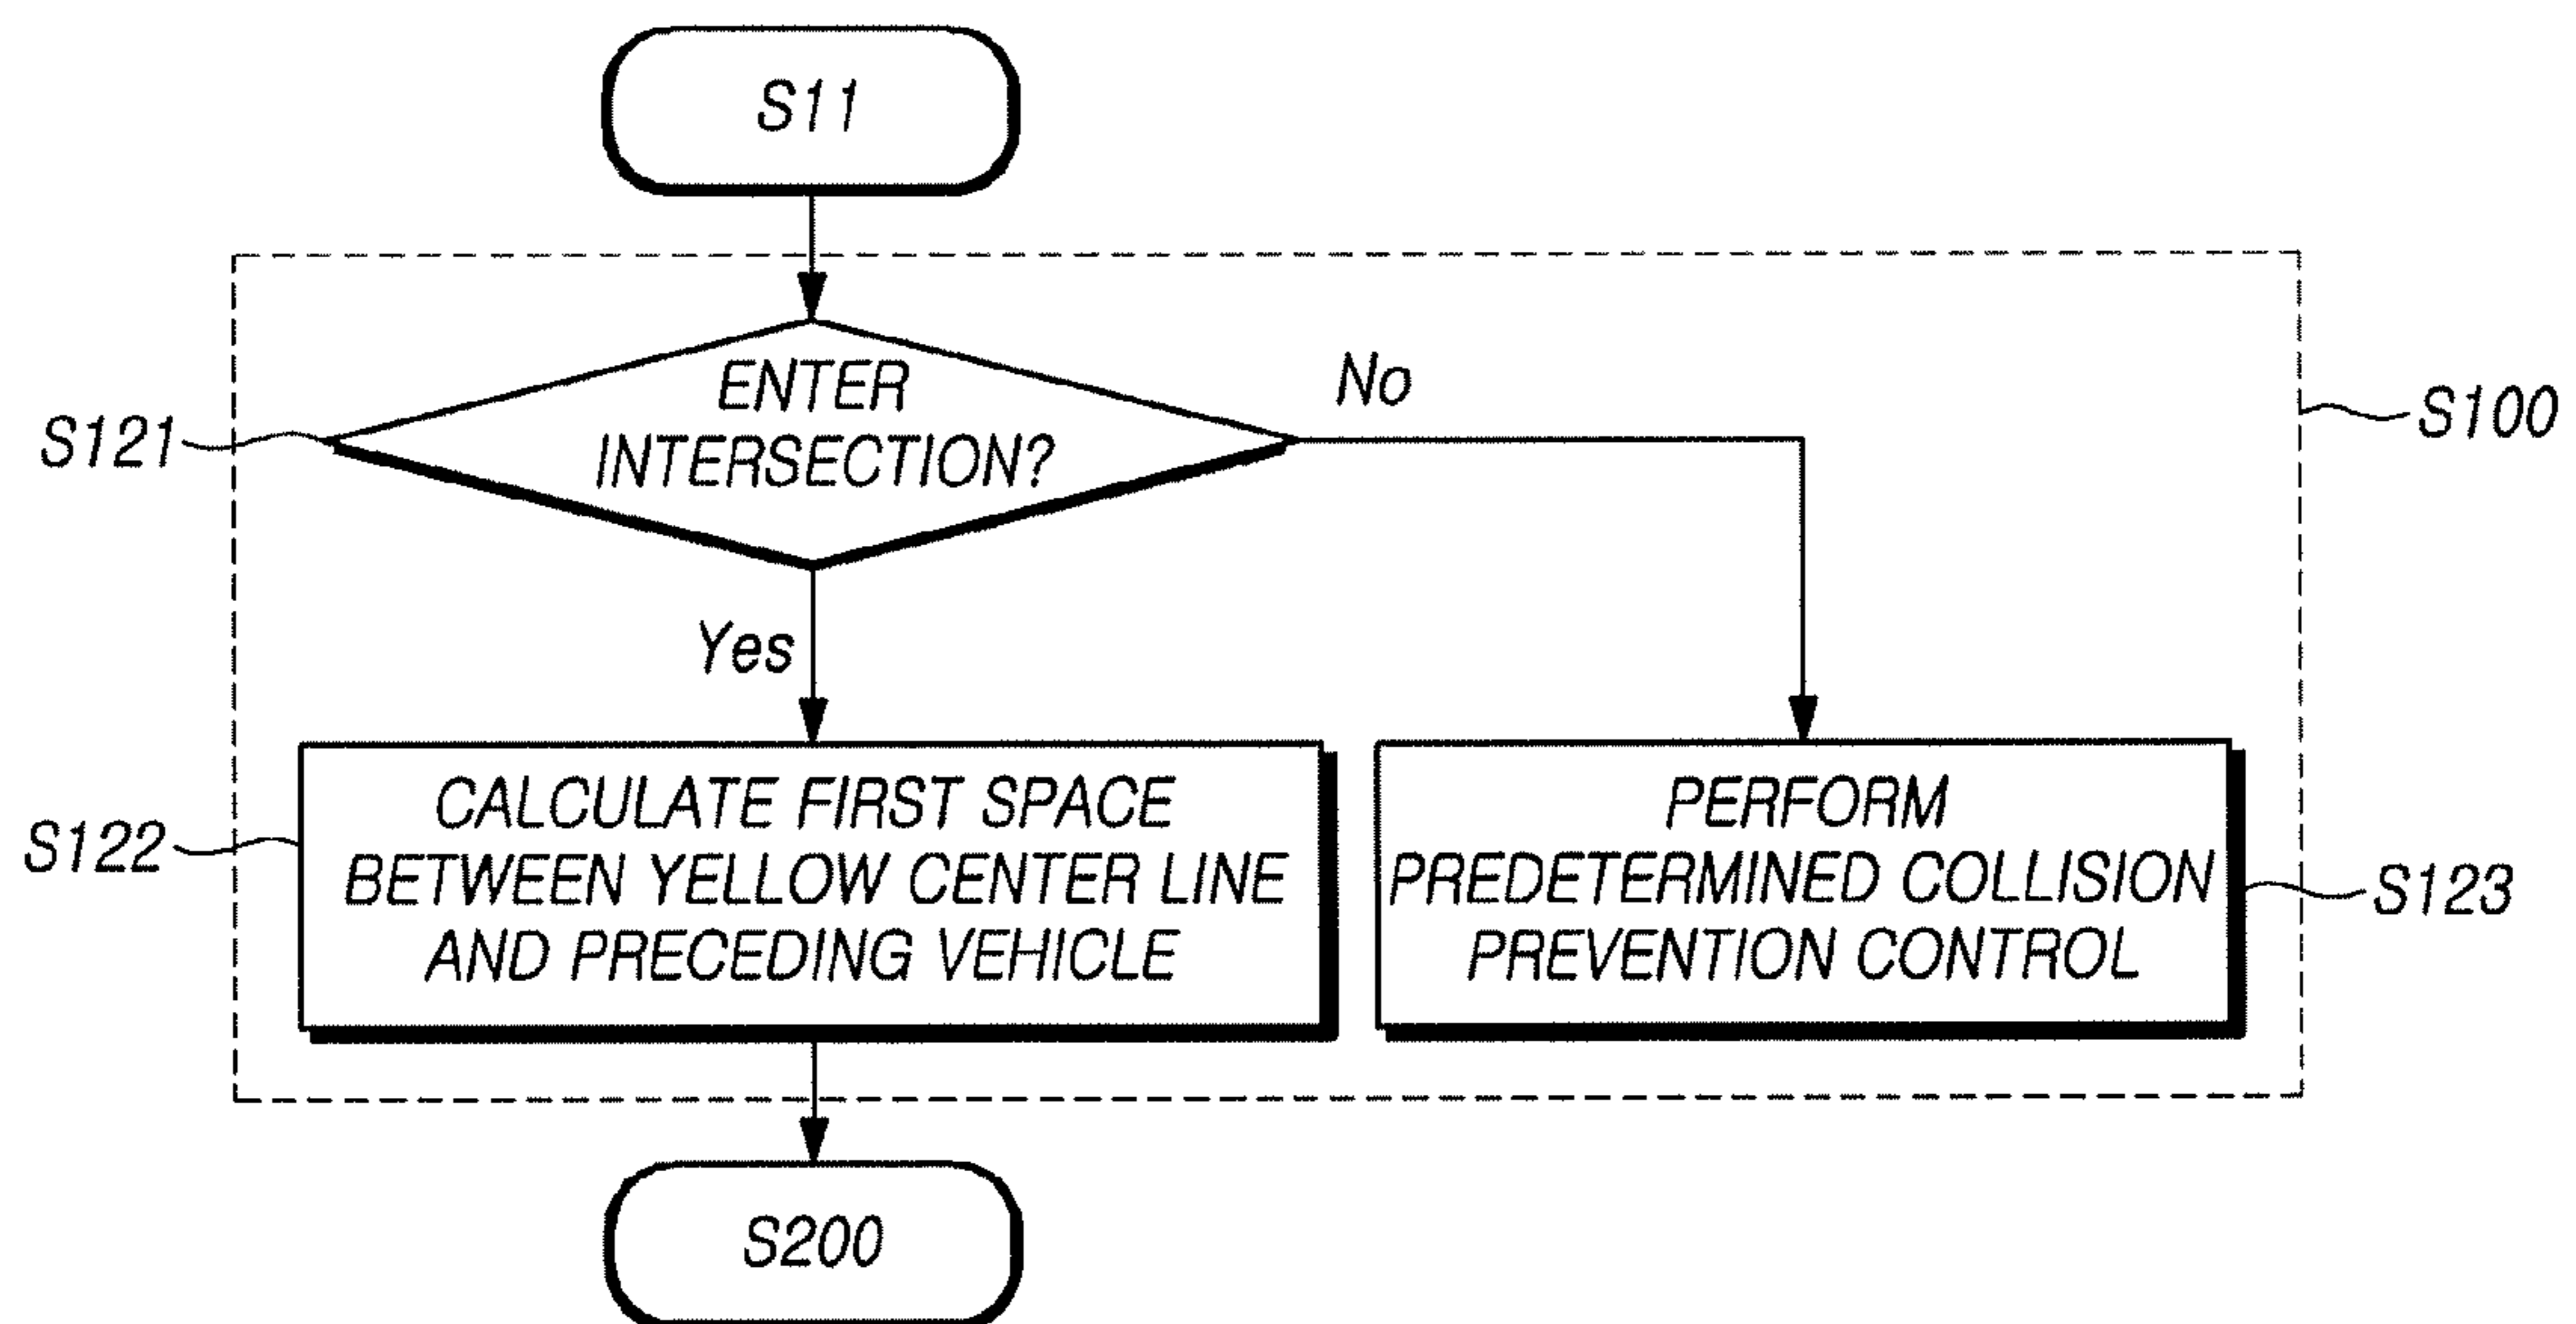 S11
ENTER
INTERSECTION?
No
S121
S100
Yes
CALCULATE FIRST SPACE
BETWEEN YELLOW CENTER LINE
AND PRECEDING VEHICLE
S122
PERFORM
PREDETERMINED COLLISION
PREVENTION CONTROL
S123
S200